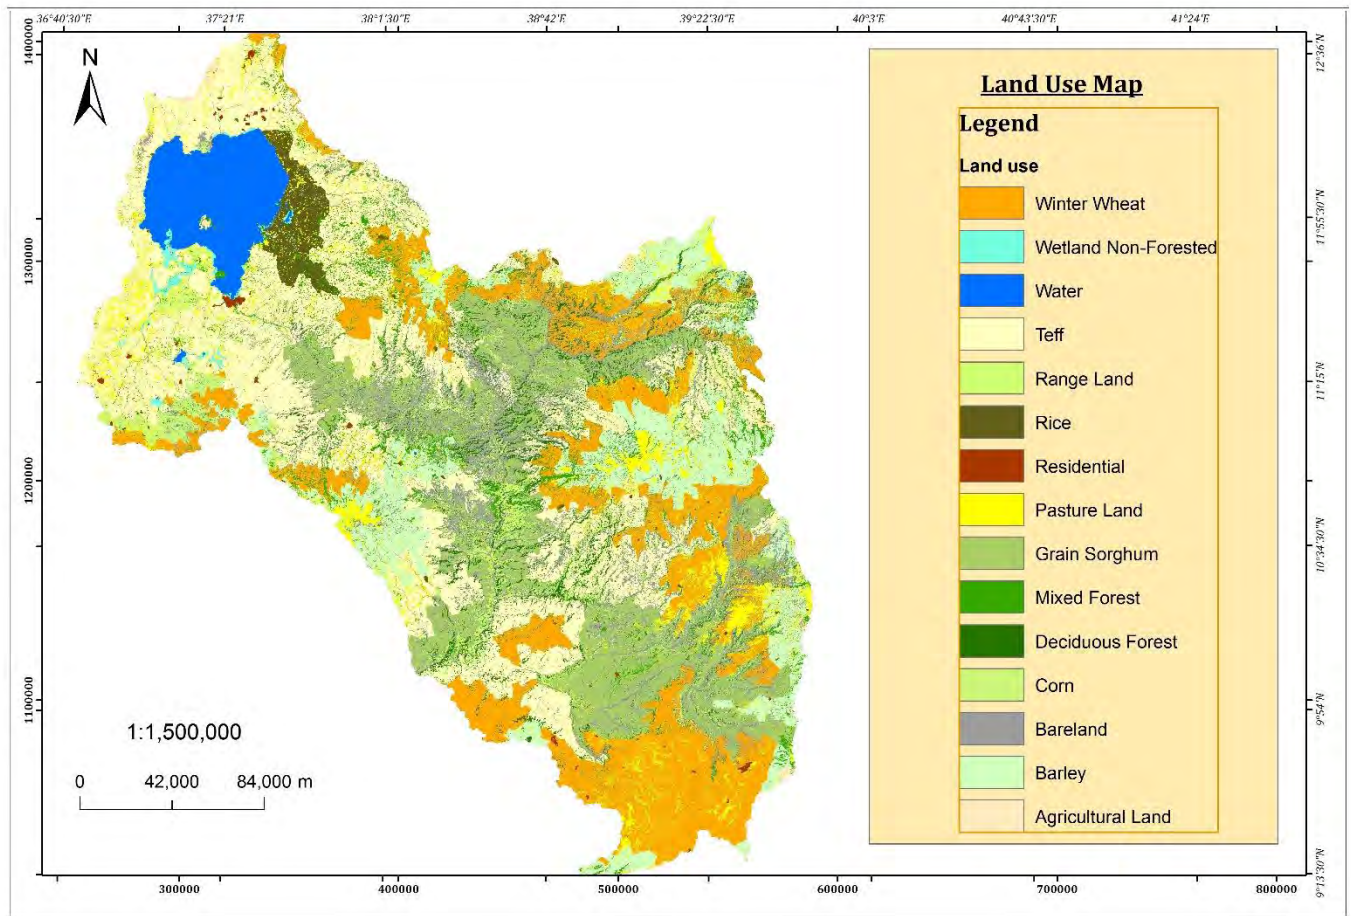 36°40'30"E 37°21'E 38°1'30"E 38°42'E 39°22'30"E 40°3'E 40°43'30"E 41°24'E
1400000
1300000
1200000
1100000
N
1:1,500,000
0 42,000 84,000 m
Land Use Map
Legend
Land use
Winter Wheat
Wetland Non-Forested
Water
Teff
Range Land
Rice
Residential
Pasture Land
Grain Sorghum
Mixed Forest
Deciduous Forest
Corn
Bareland
Barley
Agricultural Land
12°36'N
11°55'30"N
11°15'N
10°34'30"N
9°54'N
9°13'30"N
300000 400000 500000 600000 700000 800000